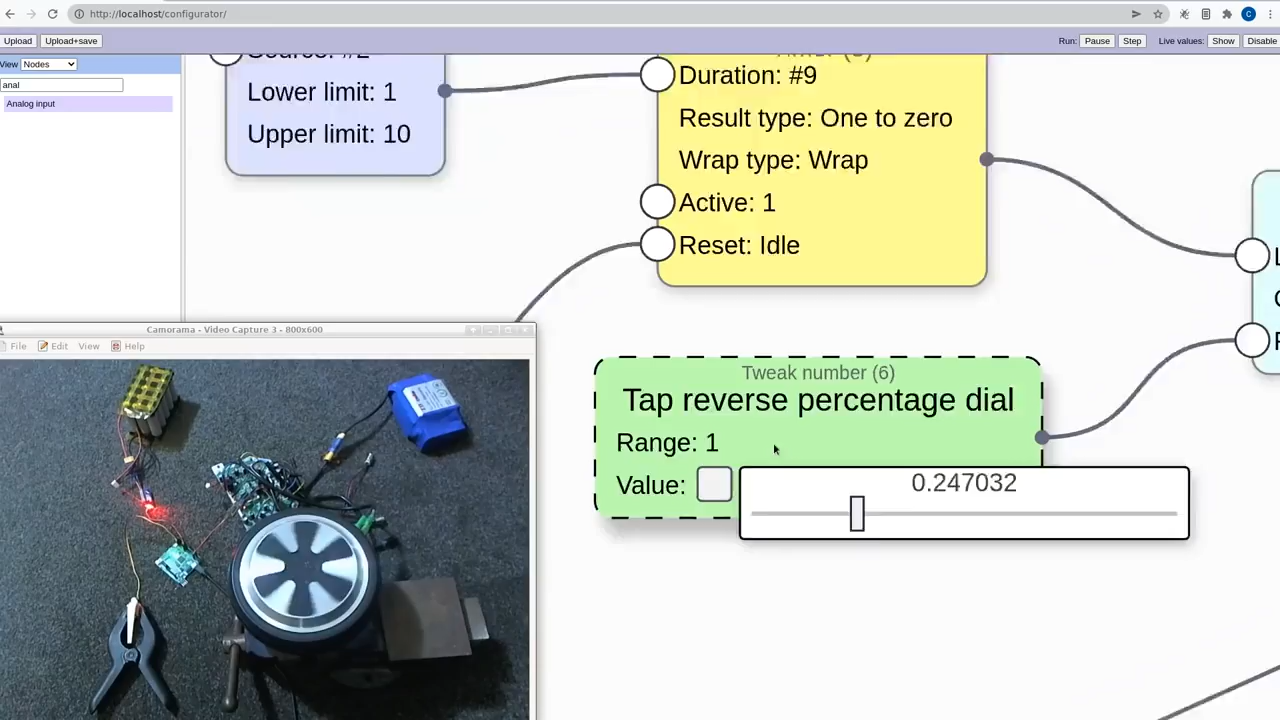 http://localhost/configurator/
Upload Upload+save
Run: Pause Step Live values: Show Disable
View Nodes
anal
Analog input
Lower limit: 1
Upper limit: 10
Duration: #9
Result type: One to zero
Wrap type: Wrap
Active: 1
Reset: Idle
Tweak number (6)
Tap reverse percentage dial
Range: 1
Value:
0.247032
Camorama - Video Capture 3 - 800x600
File Edit View Help